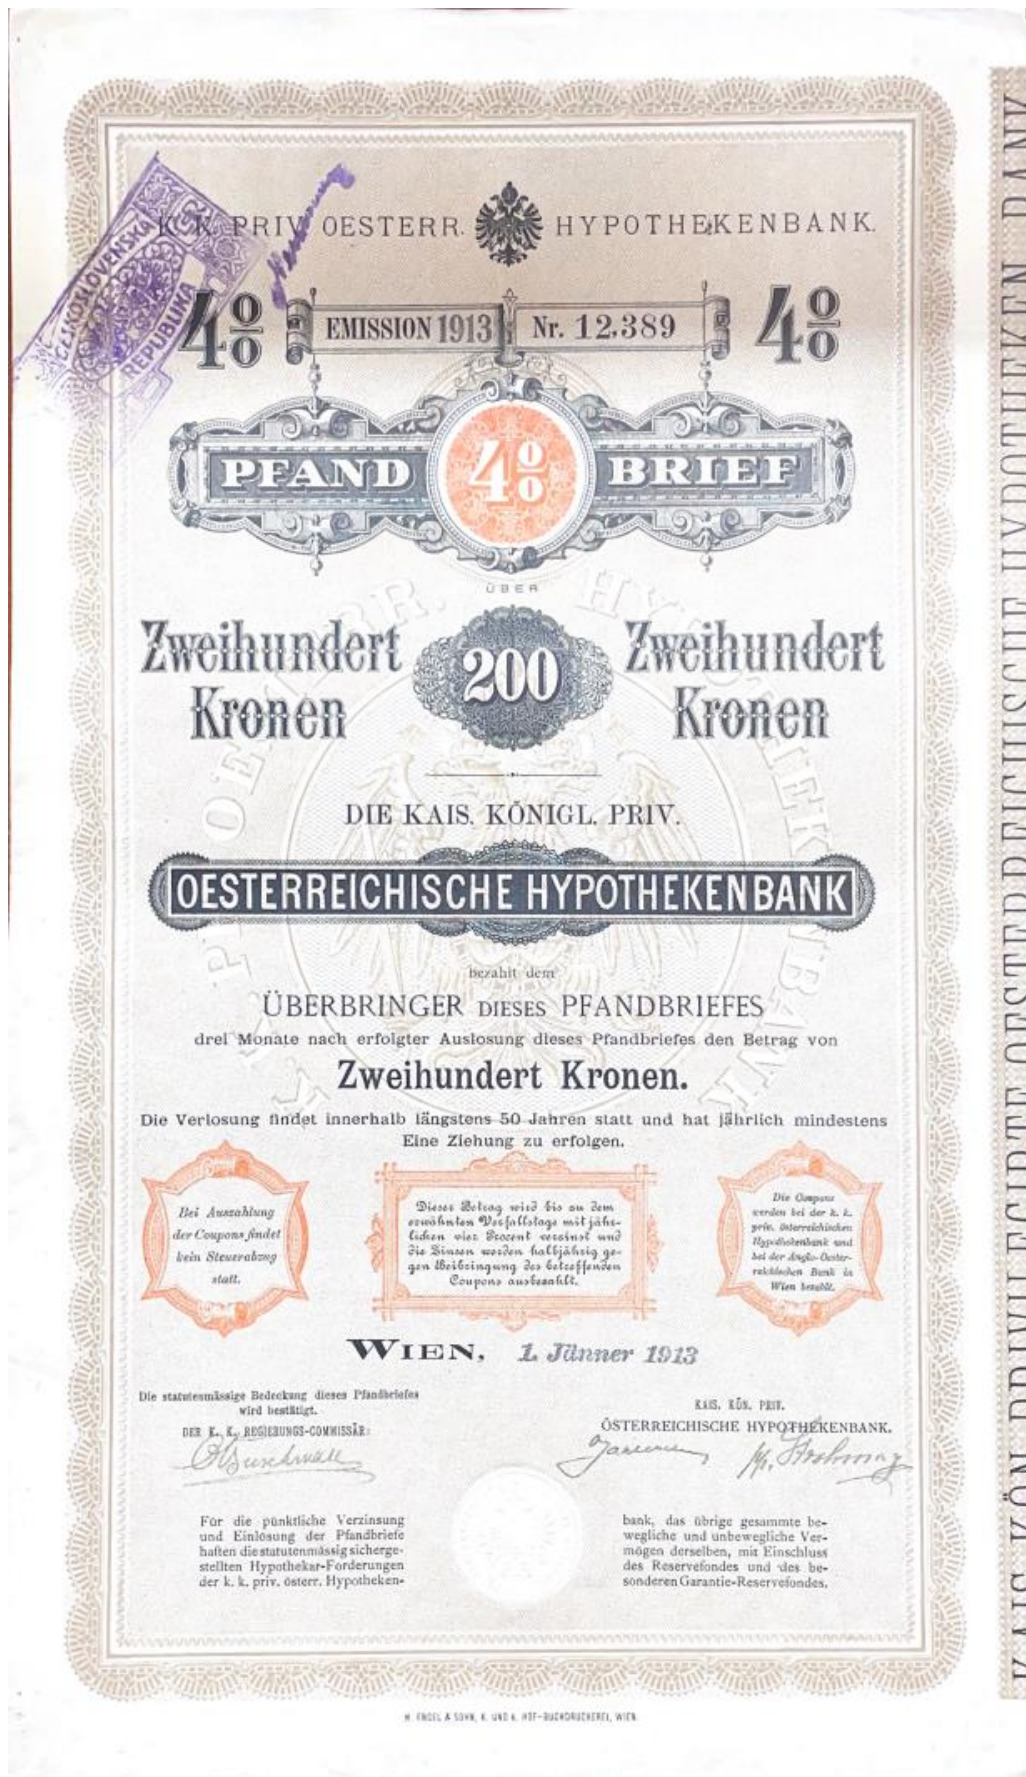 K. K. PRIV. OESTERR. HYPOTHEKENBANK.
ČESKOSLOVENSKÁ
REPUBLIKA
4% EMISSION 1913 Nr. 12.389 4%
PFAND 4% BRIEF
ÜBER
Zweihundert Kronen 200 Zweihundert Kronen
DIE KAIS. KÖNIGL. PRIV.
OESTERREICHISCHE HYPOTHEKENBANK
bezahlt dem
ÜBERBRINGER DIESES PFANDBRIEFES
drei Monate nach erfolgter Auslosung dieses Pfandbriefes den Betrag von
Zweihundert Kronen.
Die Verlosung findet innerhalb längstens 50 Jahren statt und hat jährlich mindestens
Eine Ziehung zu erfolgen.
Bei Auszahlung
der Coupons findet
kein Steuerabzug
statt.
Dieser Betrag wird bis zu dem
erwähnten Verfallstage mit jähr-
lichen vier Procent verzinst und
die Zinsen werden halbjährig ge-
gen Beibringung des betreffenden
Coupons ausbezahlt.
Die Coupons
werden bei der k. k.
priv. österreichischen
Hypothekenbank und
bei der Anglo-Oester-
reichischen Bank in
Wien bezahlt.
WIEN, 1. Jänner 1913
Die statutenmässige Bedeckung dieses Pfandbriefes
wird bestätigt.
DER K. K. REGIERUNGS-COMMISSÄR:
KAIS. KÖN. PRIV.
ÖSTERREICHISCHE HYPOTHEKENBANK.
Für die pünktliche Verzinsung
und Einlösung der Pfandbriefe
haften die statutenmässig sicherge-
stellten Hypothekar-Forderungen
der k. k. priv. österr. Hypotheken-
bank, das übrige gesammte be-
wegliche und unbewegliche Ver-
mögen derselben, mit Einschluss
des Reservefondes und des be-
sonderen Garantie-Reservefondes.
M. ENGEL & SOHN, K. UND K. HOF-BUCHDRUCKEREI, WIEN.
KAIS. KÖN. PRIVILEGIRTE OESTERREICHISCHE HYPOTHEKEN BANK